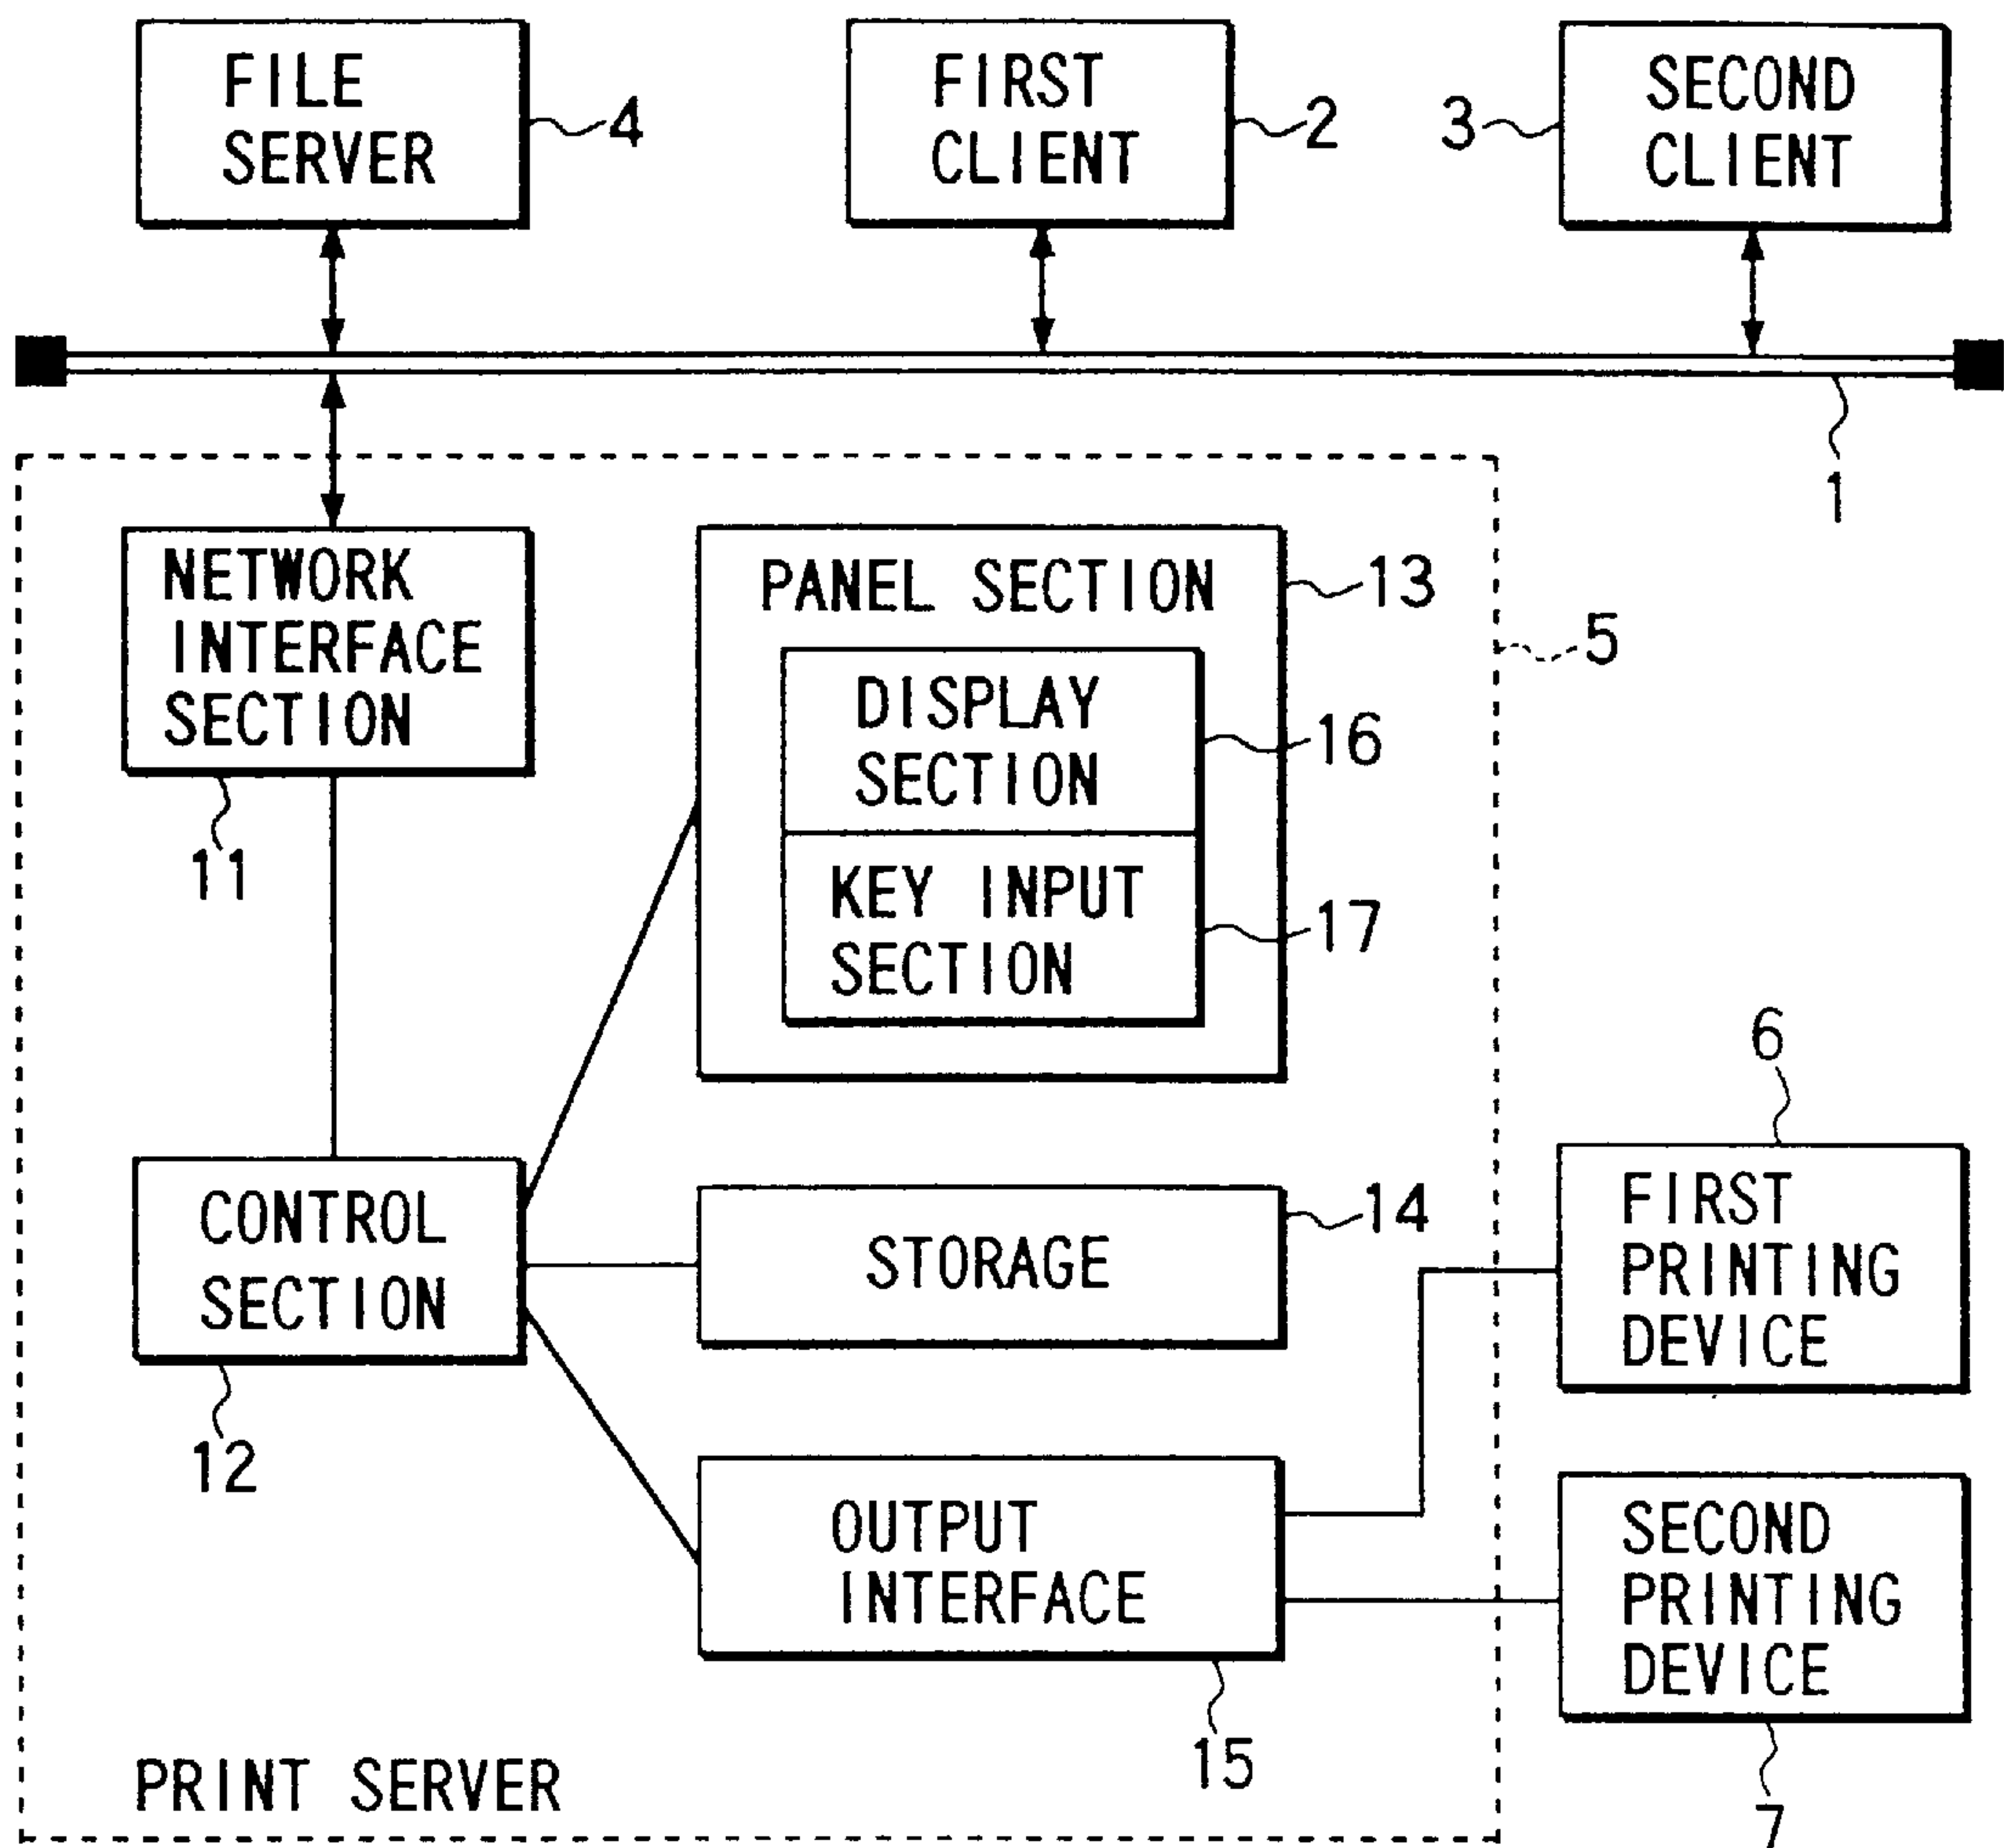 FILE
SERVER
4
FIRST
CLIENT
2
3
SECOND
CLIENT
1
NETWORK
INTERFACE
SECTION
11
PANEL SECTION
13
5
DISPLAY
SECTION
16
KEY INPUT
SECTION
17
CONTROL
SECTION
12
STORAGE
14
6
FIRST
PRINTING
DEVICE
OUTPUT
INTERFACE
15
SECOND
PRINTING
DEVICE
7
PRINT SERVER